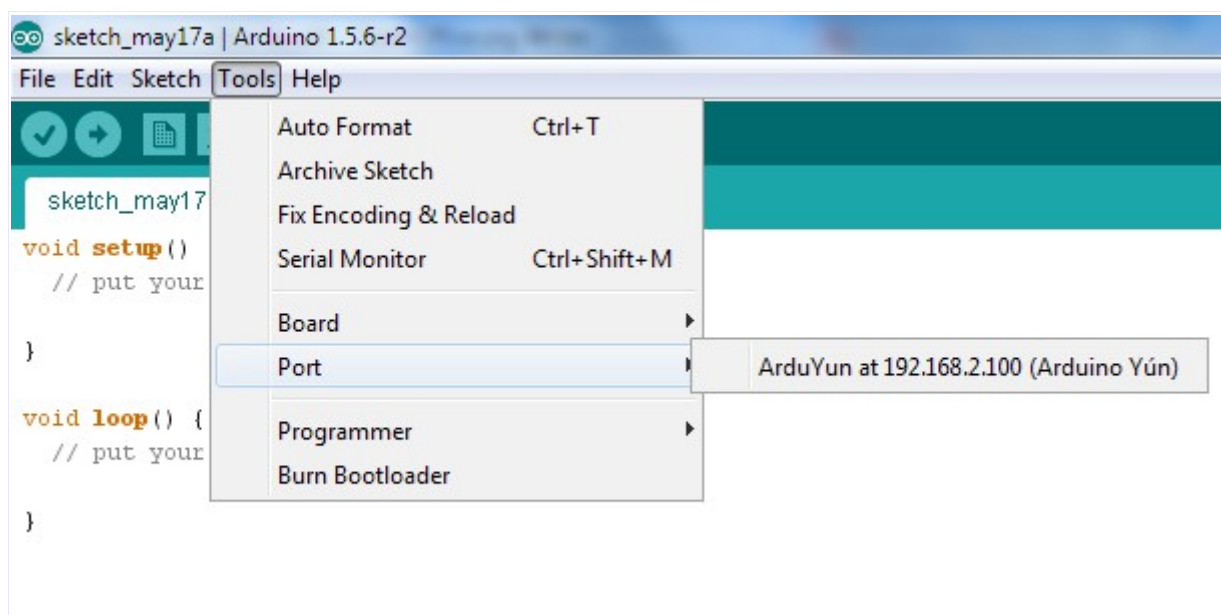 sketch_may17a | Arduino 1.5.6-r2
File Edit Sketch Tools Help
Auto Format Ctrl+T
Archive Sketch
sketch_may17
Fix Encoding & Reload
void setup()
Serial Monitor Ctrl+Shift+M
// put your
Board
}
Port
ArduYun at 192.168.2.100 (Arduino Yún)
void loop() {
Programmer
// put your
Burn Bootloader
}